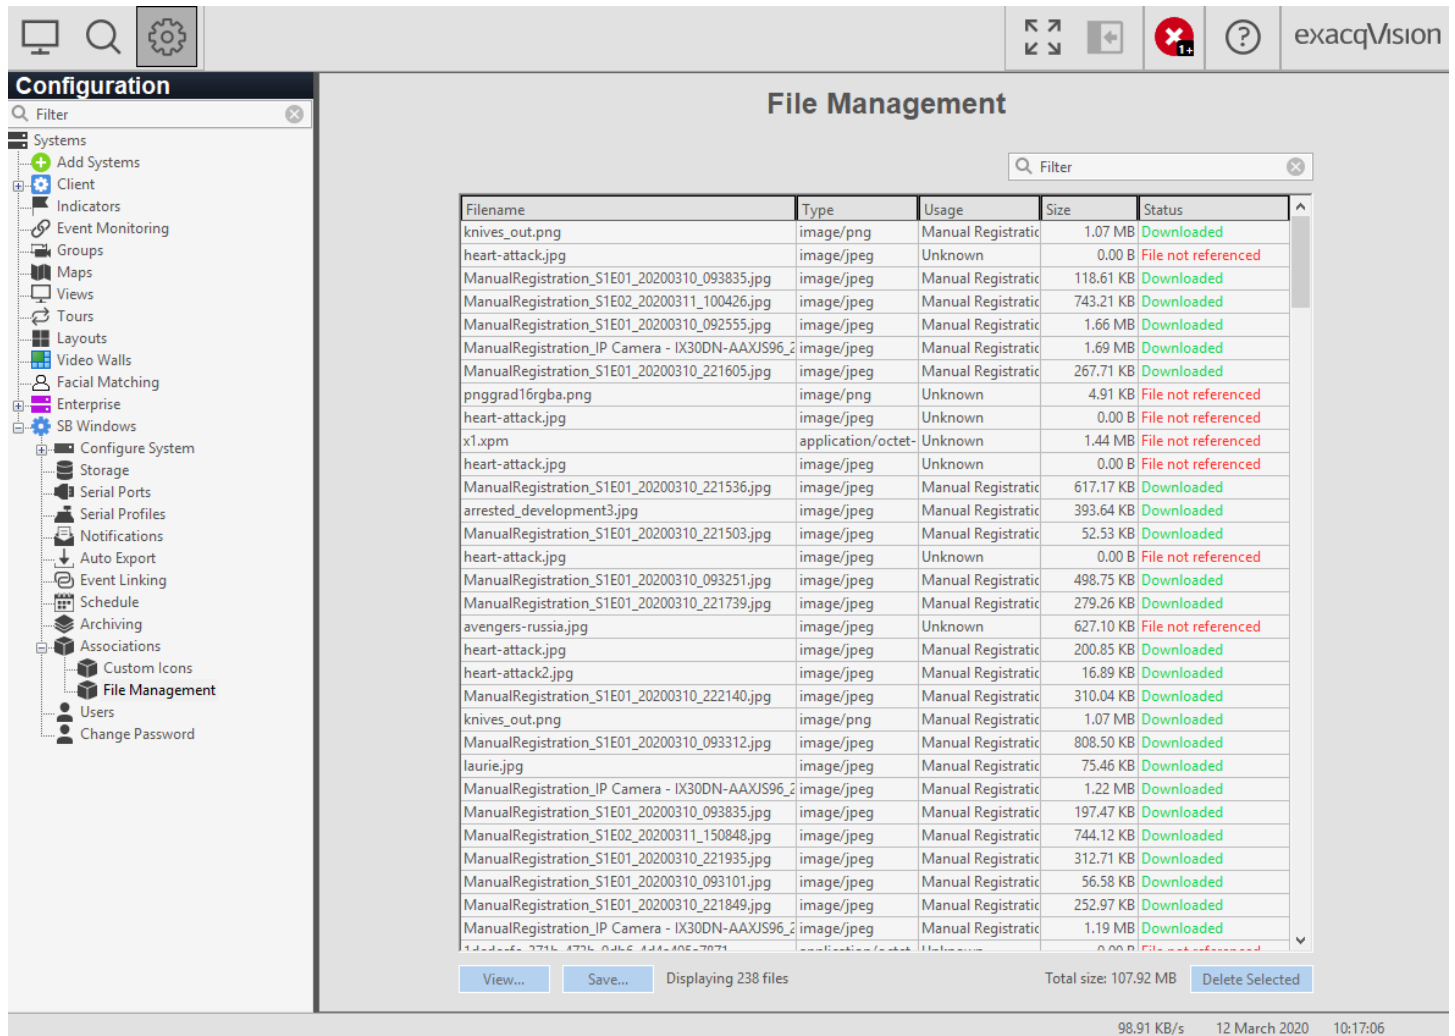 1+
exacqVision
Configuration
Filter
Systems
Add Systems
Client
Indicators
Event Monitoring
Groups
Maps
Views
Tours
Layouts
Video Walls
Facial Matching
Enterprise
SB Windows
Configure System
Storage
Serial Ports
Serial Profiles
Notifications
Auto Export
Event Linking
Schedule
Archiving
Associations
Custom Icons
File Management
Users
Change Password
File Management
Filter
Filename Type Usage Size Status
knives_out.png image/png Manual Registratic 1.07 MB Downloaded
heart-attack.jpg image/jpeg Unknown 0.00 B File not referenced
ManualRegistration_S1E01_20200310_093835.jpg image/jpeg Manual Registratic 118.61 KB Downloaded
ManualRegistration_S1E02_20200311_100426.jpg image/jpeg Manual Registratic 743.21 KB Downloaded
ManualRegistration_S1E01_20200310_092555.jpg image/jpeg Manual Registratic 1.66 MB Downloaded
ManualRegistration_IP Camera - IX30DN-AAXJS96_2 image/jpeg Manual Registratic 1.69 MB Downloaded
ManualRegistration_S1E01_20200310_221605.jpg image/jpeg Manual Registratic 267.71 KB Downloaded
pnggrad16rgba.png image/png Unknown 4.91 KB File not referenced
heart-attack.jpg image/jpeg Unknown 0.00 B File not referenced
x1.xpm application/octet- Unknown 1.44 MB File not referenced
heart-attack.jpg image/jpeg Unknown 0.00 B File not referenced
ManualRegistration_S1E01_20200310_221536.jpg image/jpeg Manual Registratic 617.17 KB Downloaded
arrested_development3.jpg image/jpeg Manual Registratic 393.64 KB Downloaded
ManualRegistration_S1E01_20200310_221503.jpg image/jpeg Manual Registratic 52.53 KB Downloaded
heart-attack.jpg image/jpeg Unknown 0.00 B File not referenced
ManualRegistration_S1E01_20200310_093251.jpg image/jpeg Manual Registratic 498.75 KB Downloaded
ManualRegistration_S1E01_20200310_221739.jpg image/jpeg Manual Registratic 279.26 KB Downloaded
avengers-russia.jpg image/jpeg Unknown 627.10 KB File not referenced
heart-attack.jpg image/jpeg Manual Registratic 200.85 KB Downloaded
heart-attack2.jpg image/jpeg Manual Registratic 16.89 KB Downloaded
ManualRegistration_S1E01_20200310_222140.jpg image/jpeg Manual Registratic 310.04 KB Downloaded
knives_out.png image/png Manual Registratic 1.07 MB Downloaded
ManualRegistration_S1E01_20200310_093312.jpg image/jpeg Manual Registratic 808.50 KB Downloaded
laurie.jpg image/jpeg Manual Registratic 75.46 KB Downloaded
ManualRegistration_IP Camera - IX30DN-AAXJS96_2 image/jpeg Manual Registratic 1.22 MB Downloaded
ManualRegistration_S1E01_20200310_093835.jpg image/jpeg Manual Registratic 197.47 KB Downloaded
ManualRegistration_S1E02_20200311_150848.jpg image/jpeg Manual Registratic 744.12 KB Downloaded
ManualRegistration_S1E01_20200310_221935.jpg image/jpeg Manual Registratic 312.71 KB Downloaded
ManualRegistration_S1E01_20200310_093101.jpg image/jpeg Manual Registratic 56.58 KB Downloaded
ManualRegistration_S1E01_20200310_221849.jpg image/jpeg Manual Registratic 252.97 KB Downloaded
ManualRegistration_IP Camera - IX30DN-AAXJS96_2 image/jpeg Manual Registratic 1.19 MB Downloaded
View... Save... Displaying 238 files Total size: 107.92 MB Delete Selected
98.91 KB/s 12 March 2020 10:17:06